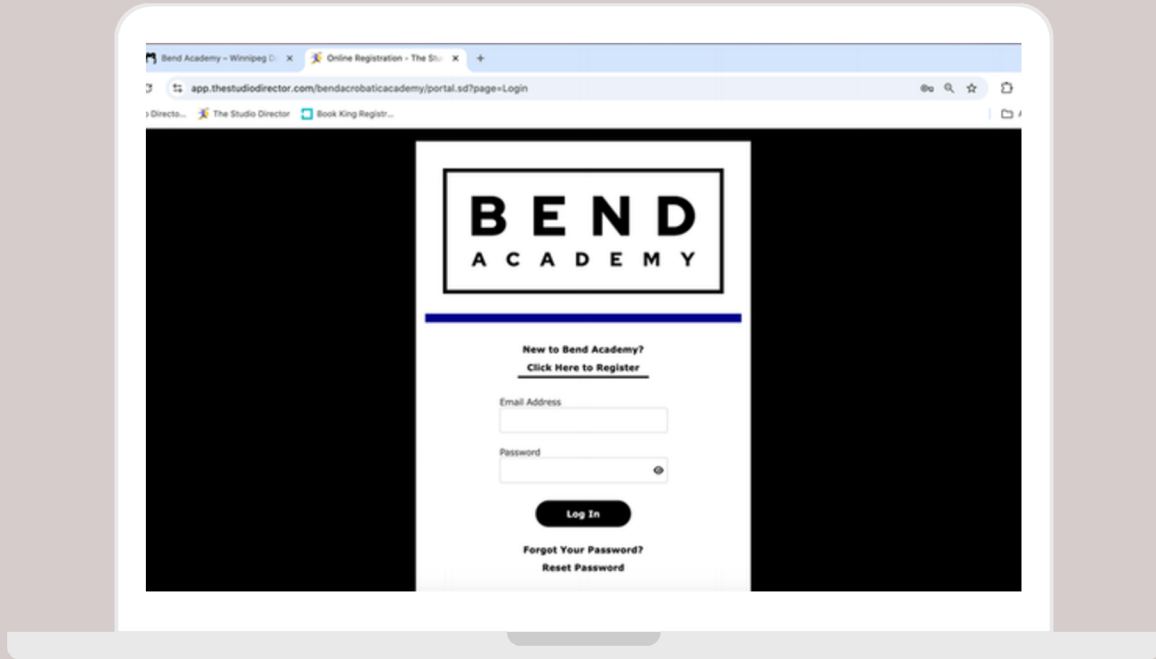 Bend Academy – Winnipeg D
Online Registration - The Stu
app.thestudiodirector.com/bendacrobaticacademy/portal.sd?page=Login
Directo...
The Studio Director
Book King Registr...
BEND
ACADEMY
New to Bend Academy?
Click Here to Register
Email Address
Password
Log In
Forgot Your Password?
Reset Password